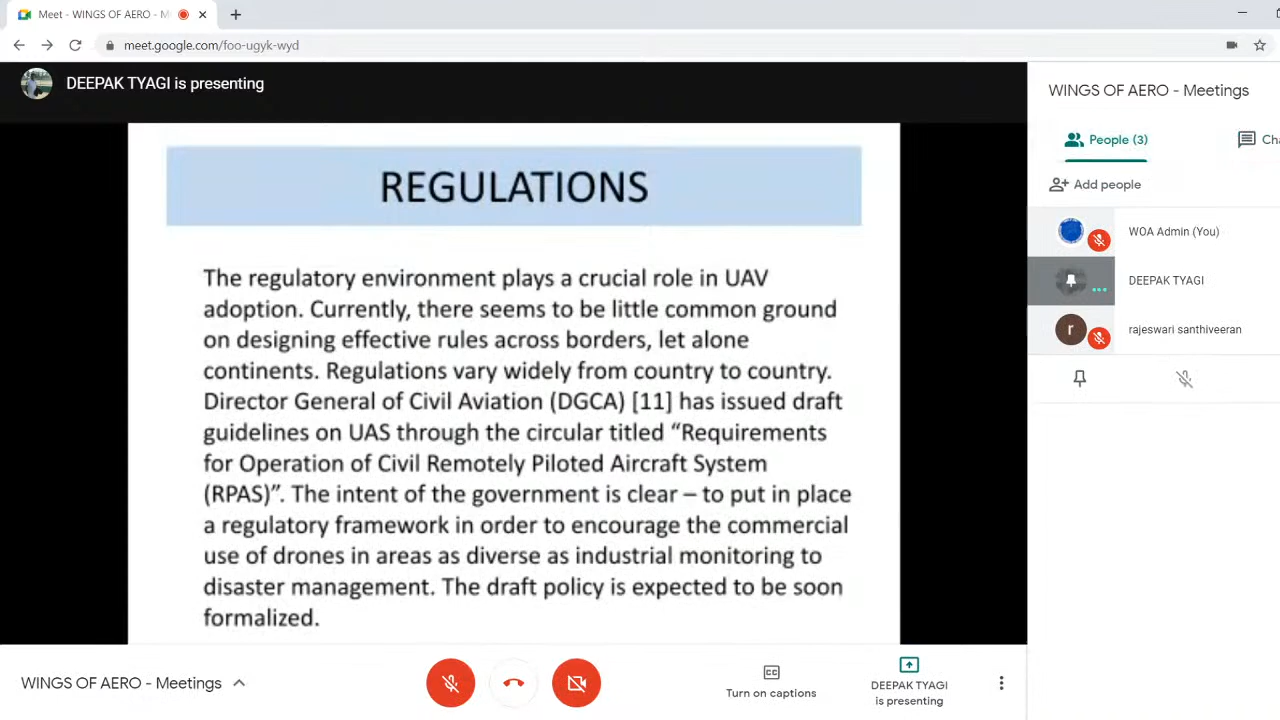 Meet - WINGS OF AERO - M
meet.google.com/foo-ugyk-wyd
DEEPAK TYAGI is presenting
REGULATIONS
The regulatory environment plays a crucial role in UAV
adoption. Currently, there seems to be little common ground
on designing effective rules across borders, let alone
continents. Regulations vary widely from country to country.
Director General of Civil Aviation (DGCA) [11] has issued draft
guidelines on UAS through the circular titled “Requirements
for Operation of Civil Remotely Piloted Aircraft System
(RPAS)”. The intent of the government is clear – to put in place
a regulatory framework in order to encourage the commercial
use of drones in areas as diverse as industrial monitoring to
disaster management. The draft policy is expected to be soon
formalized.
WINGS OF AERO - Meetings
People (3)
Cha
Add people
WOA Admin (You)
DEEPAK TYAGI
r
rajeswari santhiveeran
WINGS OF AERO - Meetings
CC
Turn on captions
DEEPAK TYAGI
is presenting